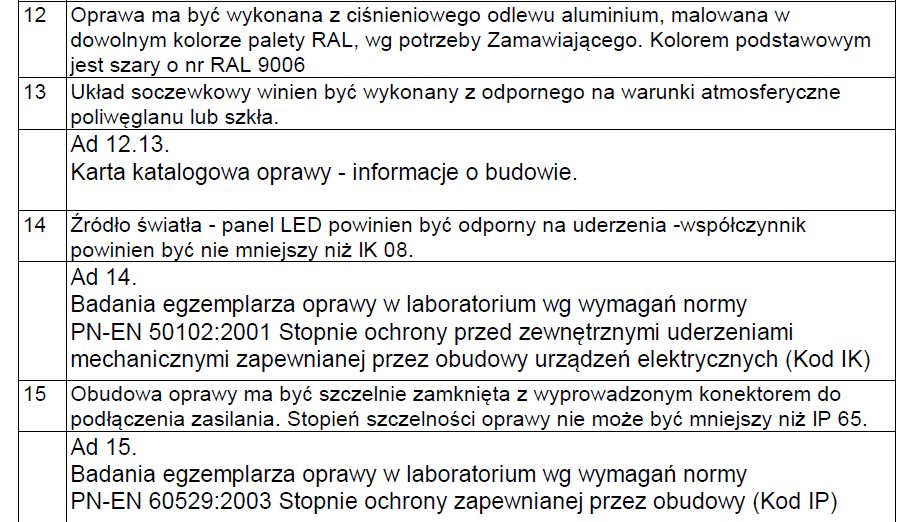 12 Oprawa ma być wykonana z ciśnieniowego odlewu aluminium, malowana w
dowolnym kolorze palety RAL, wg potrzeby Zamawiającego. Kolorem podstawowym
jest szary o nr RAL 9006
13 Układ soczewkowy winien być wykonany z odpornego na warunki atmosferyczne
poliwęglanu lub szkła.
Ad 12.13.
Karta katalogowa oprawy - informacje o budowie.
14 Źródło światła - panel LED powinien być odporny na uderzenia -współczynnik
powinien być nie mniejszy niż IK 08.
Ad 14.
Badania egzemplarza oprawy w laboratorium wg wymagań normy
PN-EN 50102:2001 Stopnie ochrony przed zewnętrznymi uderzeniami
mechanicznymi zapewnianej przez obudowy urządzeń elektrycznych (Kod IK)
15 Obudowa oprawy ma być szczelnie zamknięta z wyprowadzonym konektorem do
podłączenia zasilania. Stopień szczelności oprawy nie może być mniejszy niż IP 65.
Ad 15.
Badania egzemplarza oprawy w laboratorium wg wymagań normy
PN-EN 60529:2003 Stopnie ochrony zapewnianej przez obudowy (Kod IP)